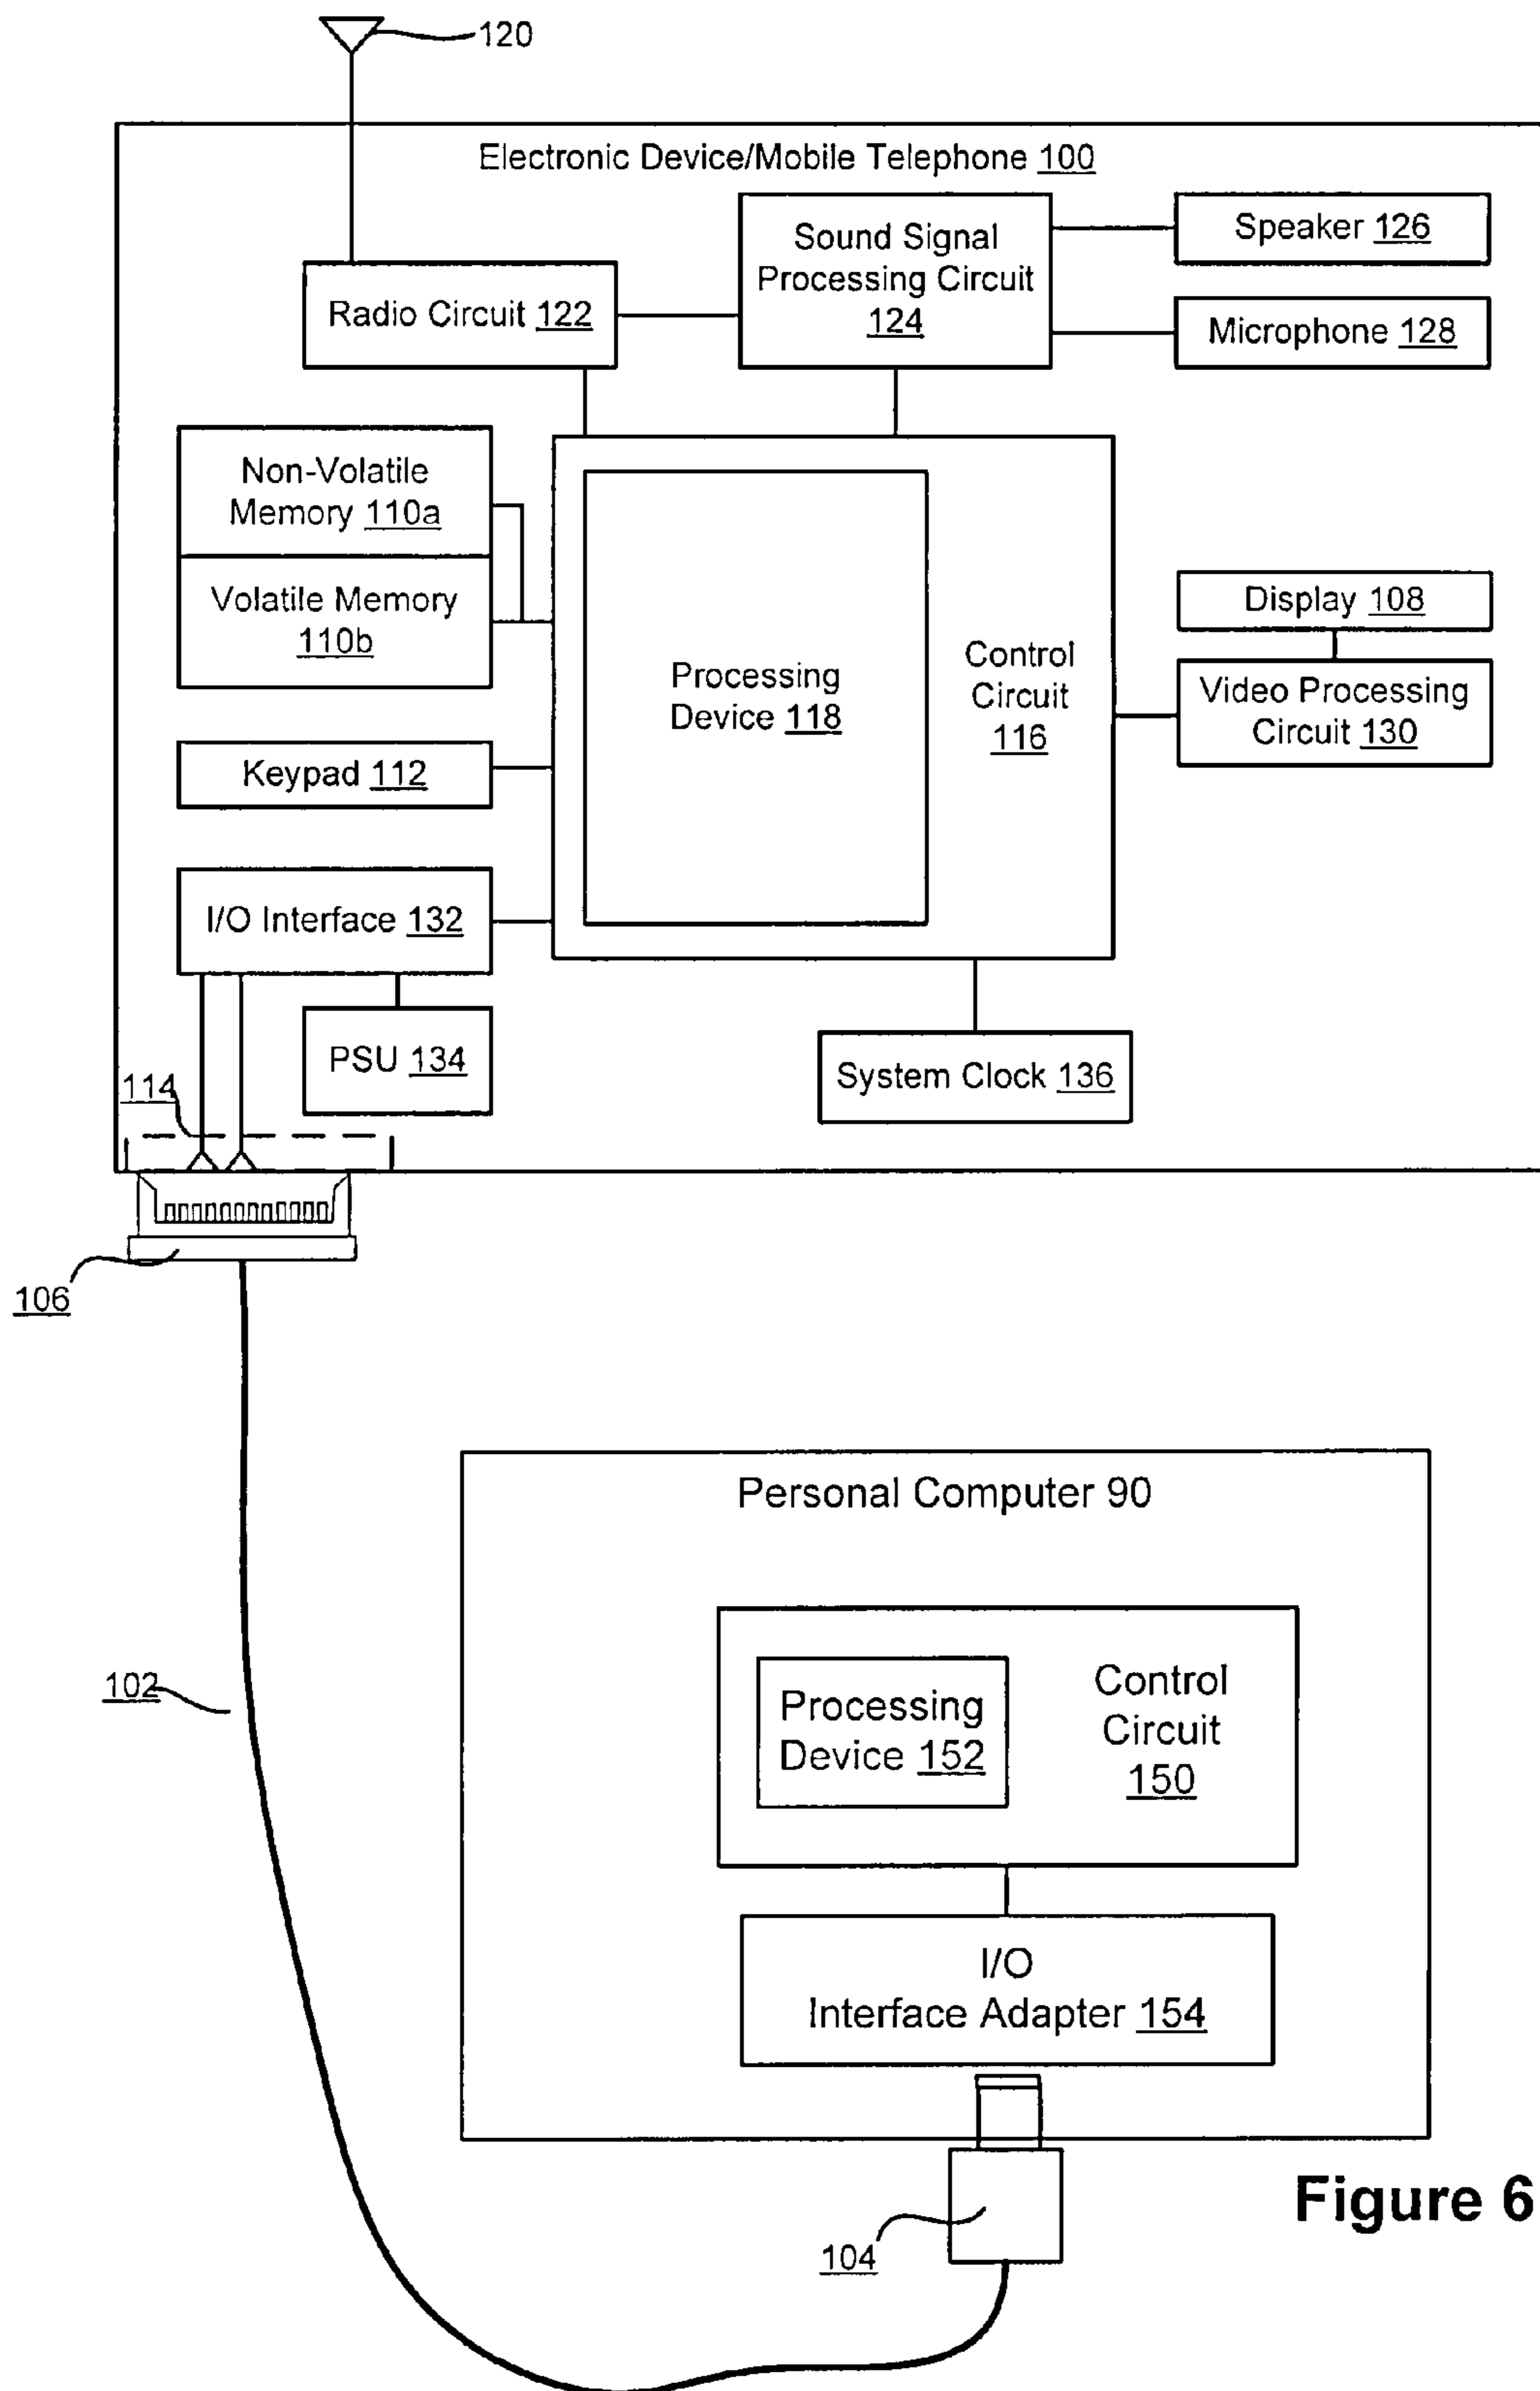 120
Electronic Device/Mobile Telephone 100
Sound Signal
Processing Circuit
124
Speaker 126
Radio Circuit 122
Microphone 128
Non-Volatile
Memory 110a
Volatile Memory
110b
Display 108
Control
Circuit
116
Processing
Device 118
Video Processing
Circuit 130
Keypad 112
I/O Interface 132
PSU 134
System Clock 136
114
106
Personal Computer 90
102
Processing
Device 152
Control
Circuit
150
I/O
Interface Adapter 154
104
Figure 6